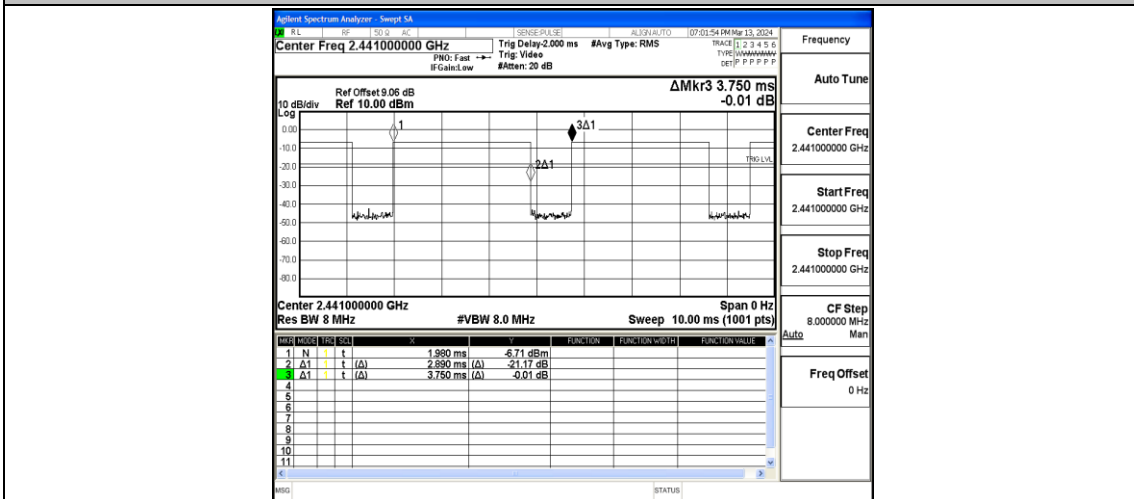 Agilent Spectrum Analyzer - Swept SA
RL RF 50 Ω AC SENSE:PULSE ALIGN AUTO 07:01:54 PM Mar 13, 2024
Center Freq 2.441000000 GHz
Trig Delay-2.000 ms #Avg Type: RMS
TRACE 1 2 3 4 5 6
PNO: Fast Trig: Video
TYPE WWWWWW
IFGain:Low #Atten: 20 dB
DET P P P P P P
Frequency
Auto Tune
ΔMkr3 3.750 ms
-0.01 dB
Ref Offset 9.06 dB
10 dB/div Ref 10.00 dBm
Log
0.00
-10.0
-20.0
-30.0
-40.0
-50.0
-60.0
-70.0
-80.0
1
3Δ1
2Δ1
TRIG LVL
Center Freq
2.441000000 GHz
Start Freq
2.441000000 GHz
Stop Freq
2.441000000 GHz
CF Step
8.000000 MHz
Auto Man
Freq Offset
0 Hz
Center 2.441000000 GHz Span 0 Hz
Res BW 8 MHz #VBW 8.0 MHz Sweep 10.00 ms (1001 pts)
MKR MODE TRC SCL X Y FUNCTION FUNCTION WIDTH FUNCTION VALUE
1 N 1 t 1.980 ms -6.71 dBm
2 Δ1 1 t (Δ) 2.890 ms (Δ) -21.17 dB
3 Δ1 1 t (Δ) 3.750 ms (Δ) -0.01 dB
4
5
6
7
8
9
10
11
MSG STATUS